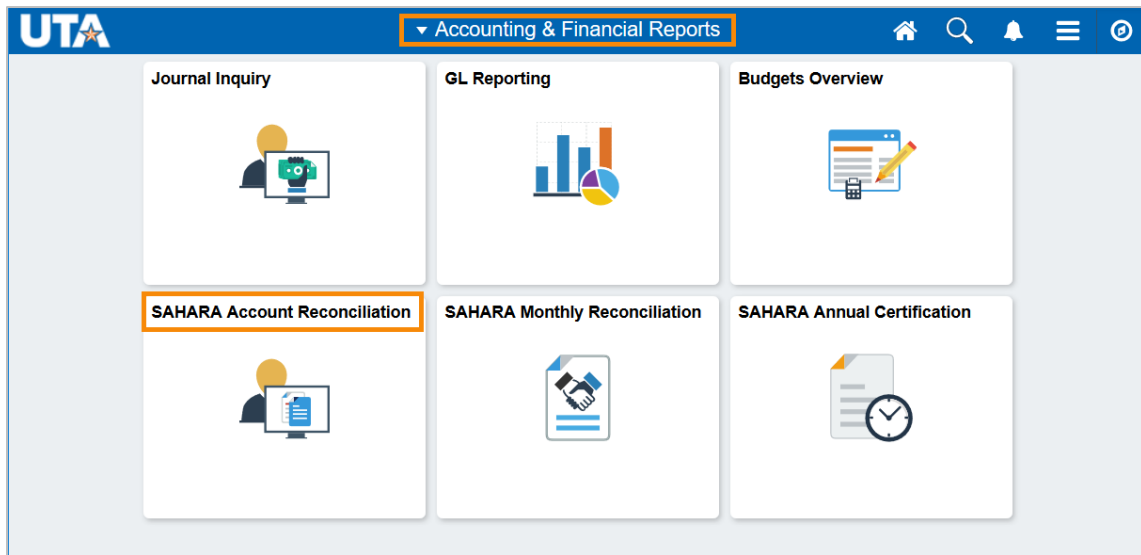 UTA
Accounting & Financial Reports
Journal Inquiry
GL Reporting
Budgets Overview
SAHARA Account Reconciliation
SAHARA Monthly Reconciliation
SAHARA Annual Certification